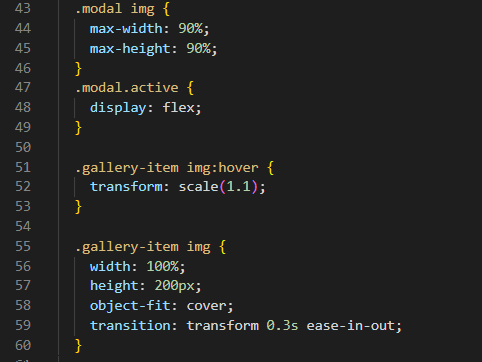 43 .modal img {
44 max-width: 90%;
45 max-height: 90%;
46 }
47 .modal.active {
48 display: flex;
49 }
50
51 .gallery-item img:hover {
52 transform: scale(1.1);
53 }
54
55 .gallery-item img {
56 width: 100%;
57 height: 200px;
58 object-fit: cover;
59 transition: transform 0.3s ease-in-out;
60 }